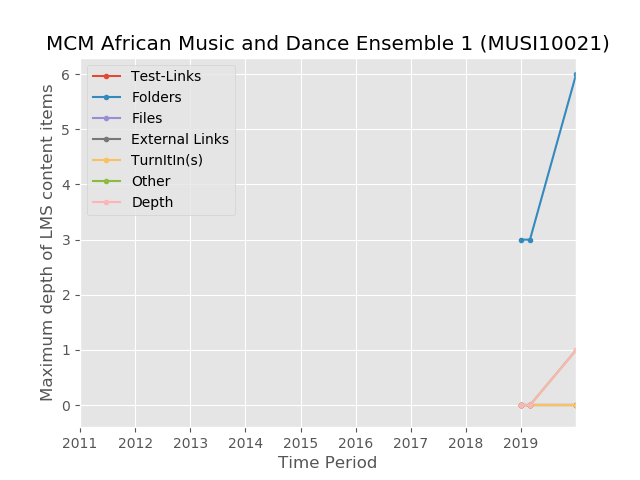 MCM African Music and Dance Ensemble 1 (MUSI10021)
Test-Links
Folders
Files
External Links
TurnItIn(s)
Other
Depth
Maximum depth of LMS content items
6
5
4
3
2
1
0
2011 2012 2013 2014 2015 2016 2017 2018 2019
Time Period